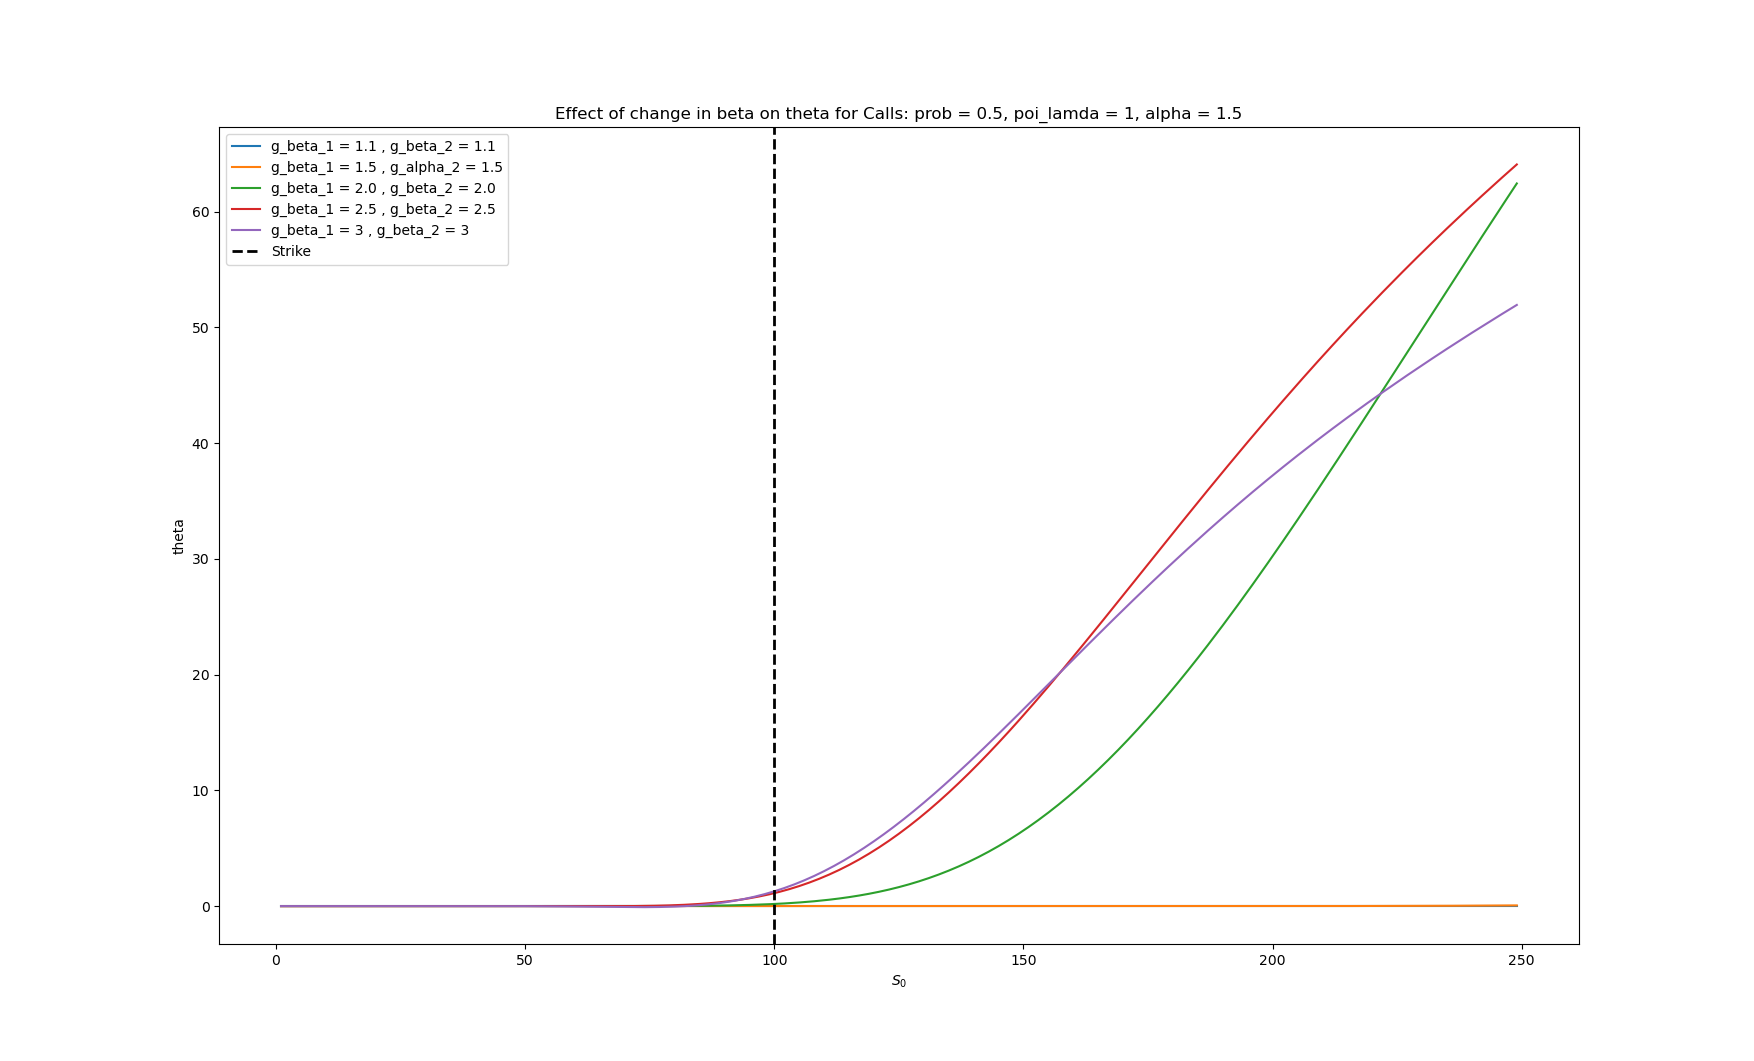 Effect of change in beta on theta for Calls: prob = 0.5, poi_lamda = 1, alpha = 1.5
g_beta_1 = 1.1 , g_beta_2 = 1.1
g_beta_1 = 1.5 , g_alpha_2 = 1.5
g_beta_1 = 2.0 , g_beta_2 = 2.0
g_beta_1 = 2.5 , g_beta_2 = 2.5
g_beta_1 = 3 , g_beta_2 = 3
Strike
60
50
40
30
20
10
0
theta
0 50 100 150 200 250
S₀